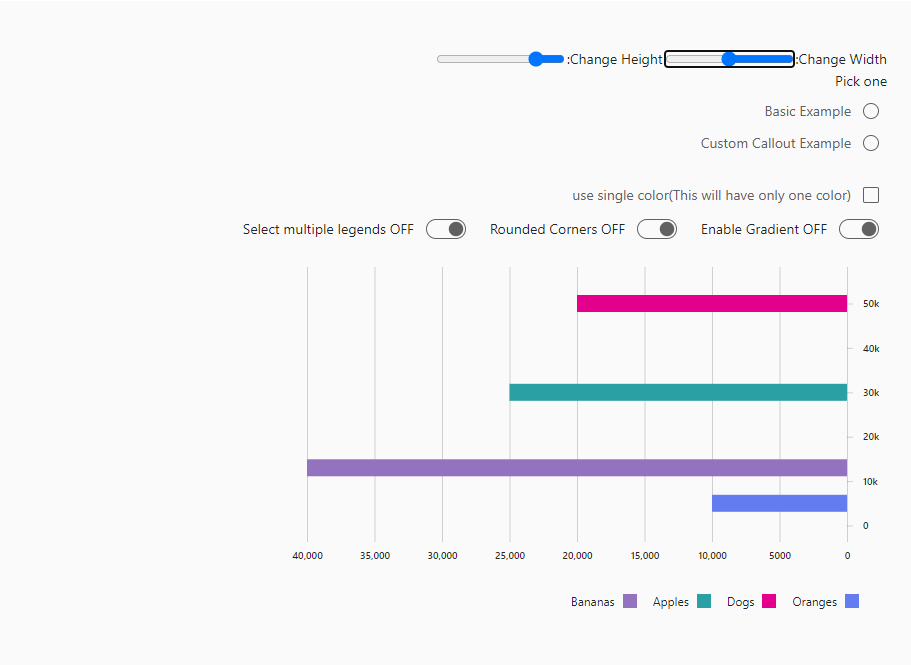 :Change Height :Change Width
Pick one
Basic Example
Custom Callout Example
use single color(This will have only one color)
Select multiple legends OFF Rounded Corners OFF Enable Gradient OFF
50k
40k
30k
20k
10k
0
40,000 35,000 30,000 25,000 20,000 15,000 10,000 5000 0
Bananas Apples Dogs Oranges